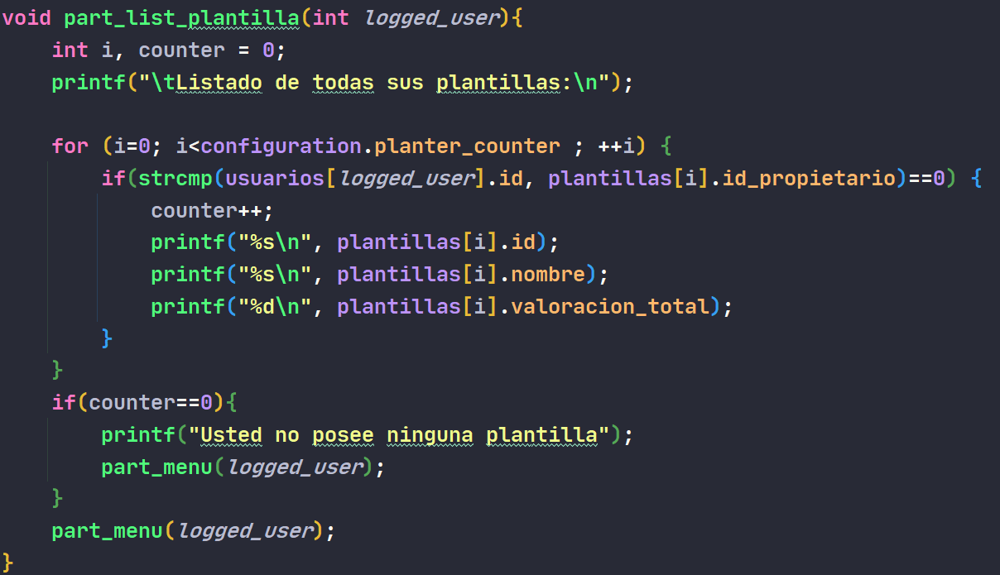 void part_list_plantilla(int logged_user){
    int i, counter = 0;
    printf("\tListado de todas sus plantillas:\n");

    for (i=0; i<configuration.planter_counter ; ++i) {
        if(strcmp(usuarios[logged_user].id, plantillas[i].id_propietario)==0) {
            counter++;
            printf("%s\n", plantillas[i].id);
            printf("%s\n", plantillas[i].nombre);
            printf("%d\n", plantillas[i].valoracion_total);
        }
    }
    if(counter==0){
        printf("Usted no posee ninguna plantilla");
        part_menu(logged_user);
    }
    part_menu(logged_user);
}